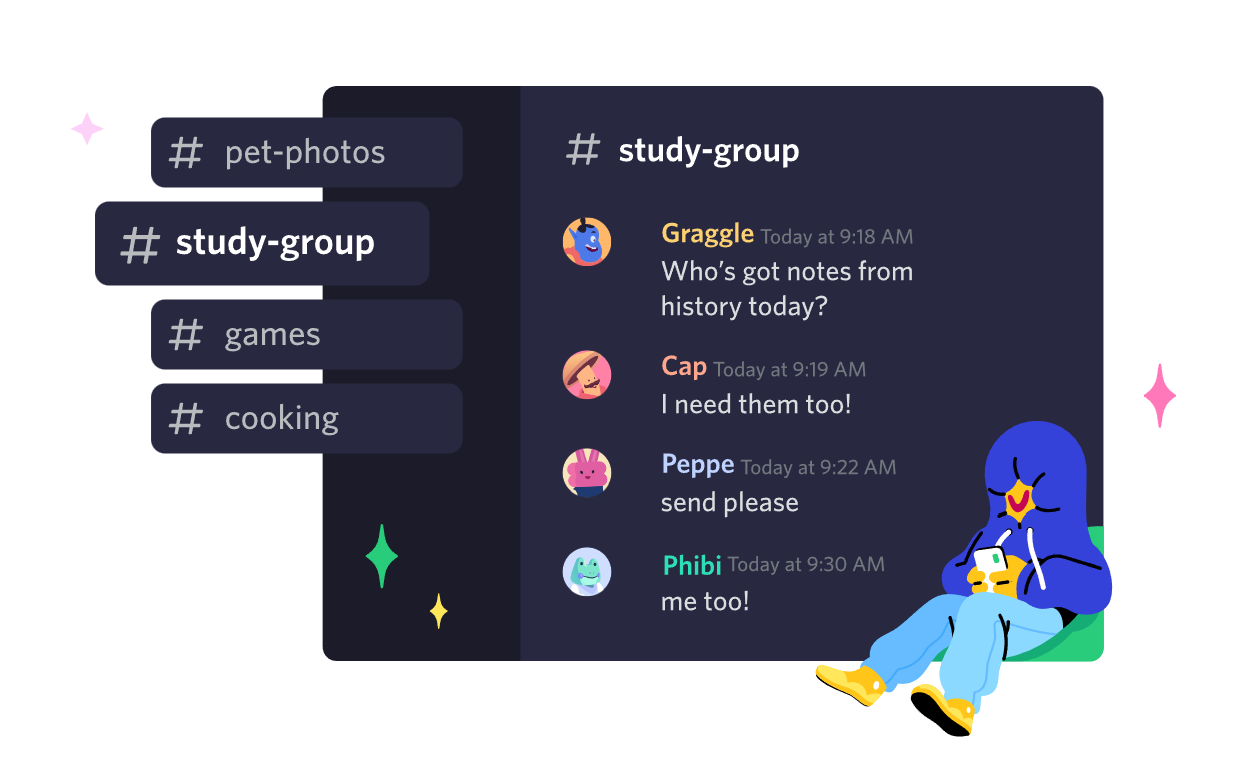 # pet-photos
# study-group
# games
# cooking
# study-group
Graggle Today at 9:18 AM
Who’s got notes from
history today?
Cap Today at 9:19 AM
I need them too!
Peppe Today at 9:22 AM
send please
Phibi Today at 9:30 AM
me too!